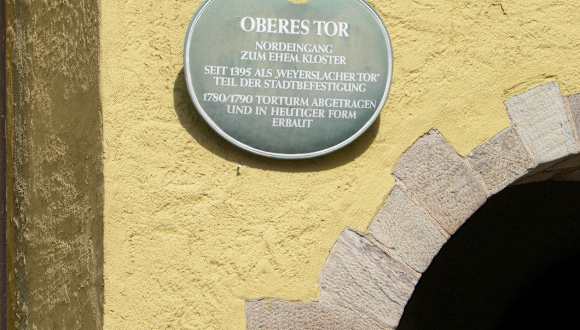 OBERES TOR
NORDEINGANG
ZUM EHEM. KLOSTER
SEIT 1395 ALS „WEYERSLACHER TOR"
TEIL DER STADTBEFESTIGUNG
1780/1790 TORTURM ABGETRAGEN
UND IN HEUTIGER FORM
ERBAUT